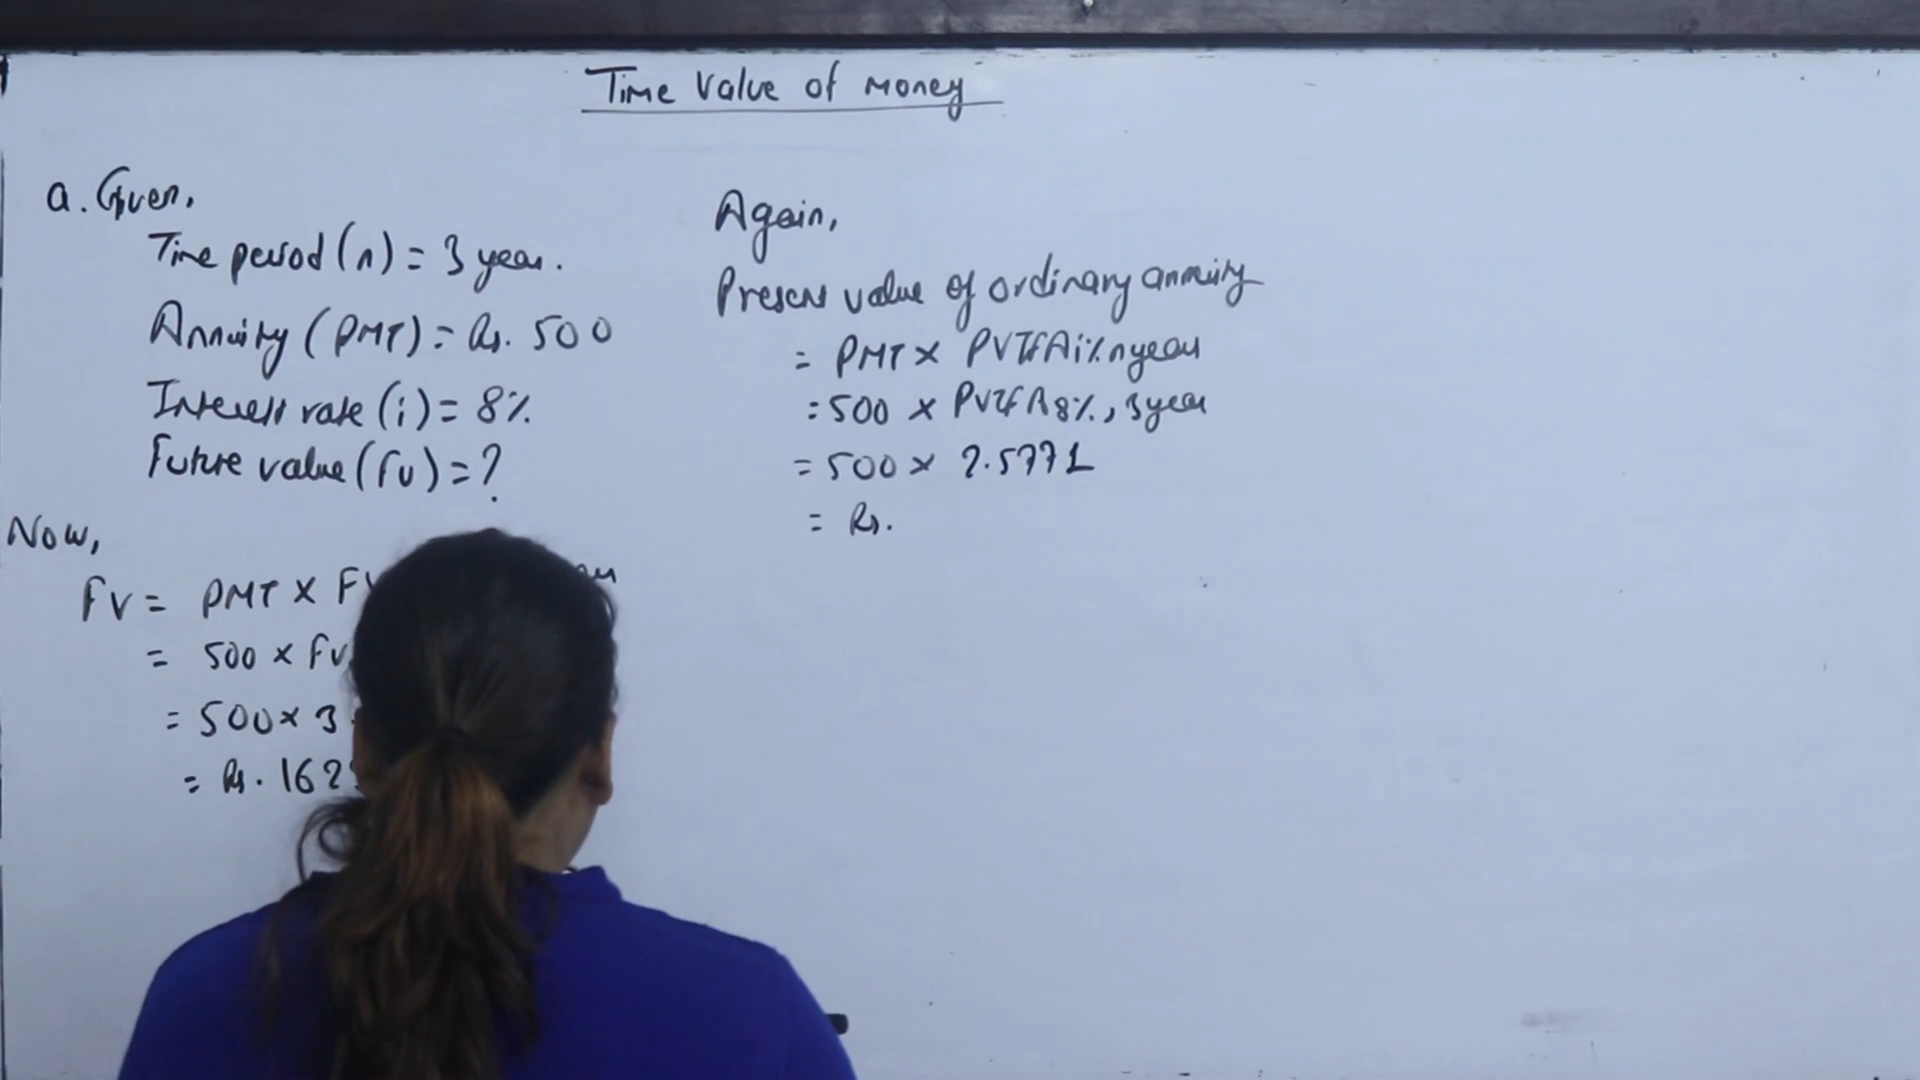 Time Value of Money
a. Given,
Time period (n) = 3 year.
Annuity (PMT) = Rs. 500
Interest rate (i) = 8%
Future value (FV) = ?
Now,
FV = PMT × FV
= 500 × FV
= 500 × 3.
= Rs. 162
Again,
Present value of ordinary annuity
= PMT × PVIFA i% n year
= 500 × PVIFA 8%, 3 year
= 500 × 2.5771
= Rs.